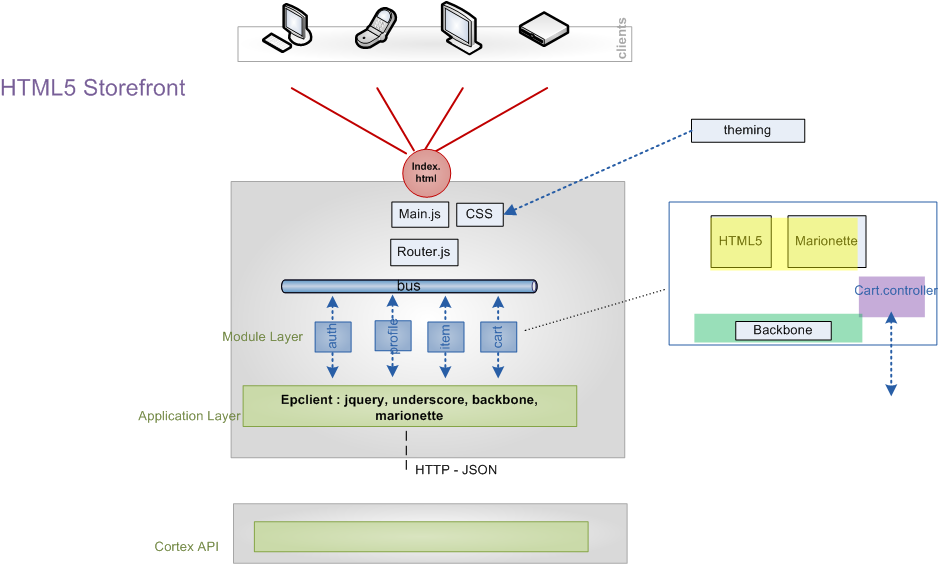 clients
HTML5 Storefront
theming
Index.
html
Main.js
CSS
Router.js
HTML5
Marionette
bus
Cart.controller
Module Layer
auth
profile
item
cart
Backbone
Application Layer
Epclient : jquery, underscore, backbone,
marionette
HTTP - JSON
Cortex API